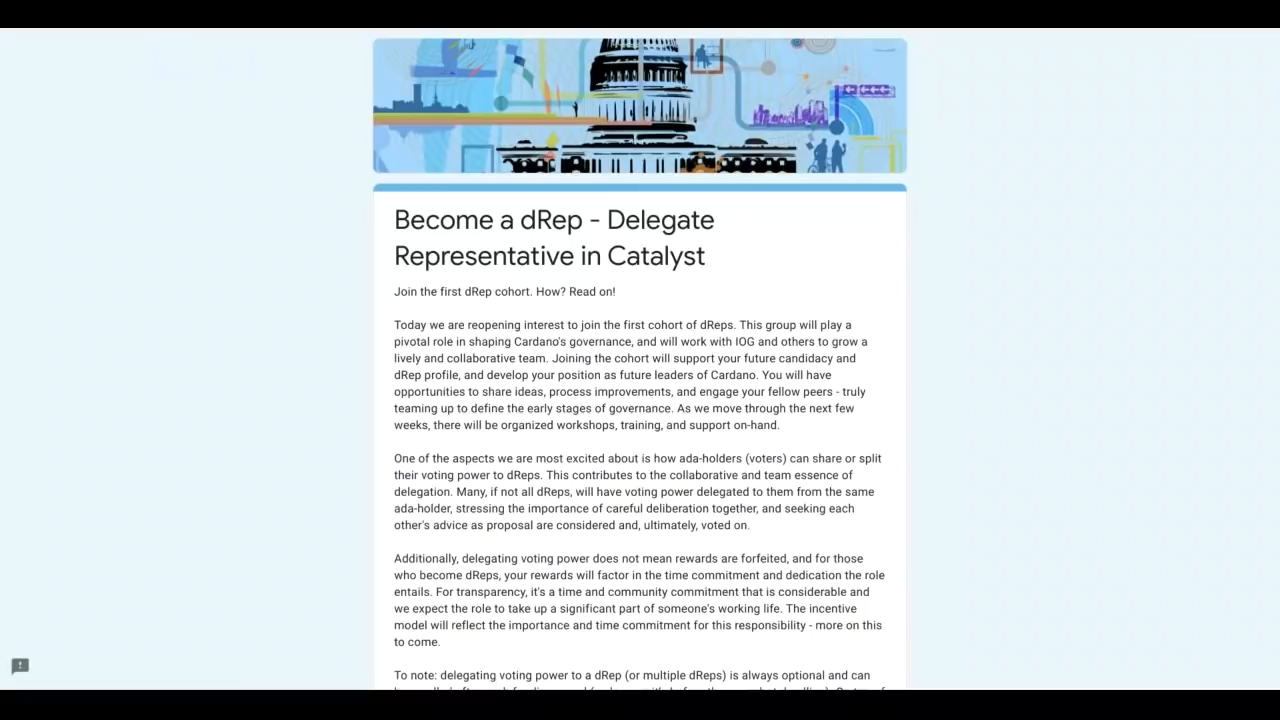 Become a dRep - Delegate
Representative in Catalyst
Join the first dRep cohort. How? Read on!
Today we are reopening interest to join the first cohort of dReps. This group will play a
pivotal role in shaping Cardano's governance, and will work with IOG and others to grow a
lively and collaborative team. Joining the cohort will support your future candidacy and
dRep profile, and develop your position as future leaders of Cardano. You will have
opportunities to share ideas, process improvements, and engage your fellow peers - truly
teaming up to define the early stages of governance. As we move through the next few
weeks, there will be organized workshops, training, and support on-hand.
One of the aspects we are most excited about is how ada-holders (voters) can share or split
their voting power to dReps. This contributes to the collaborative and team essence of
delegation. Many, if not all dReps, will have voting power delegated to them from the same
ada-holder, stressing the importance of careful deliberation together, and seeking each
other's advice as proposal are considered and, ultimately, voted on.
Additionally, delegating voting power does not mean rewards are forfeited, and for those
who become dReps, your rewards will factor in the time commitment and dedication the role
entails. For transparency, it's a time and community commitment that is considerable and
we expect the role to take up a significant part of someone's working life. The incentive
model will reflect the importance and time commitment for this responsibility - more on this
to come.
To note: delegating voting power to a dRep (or multiple dReps) is always optional and can